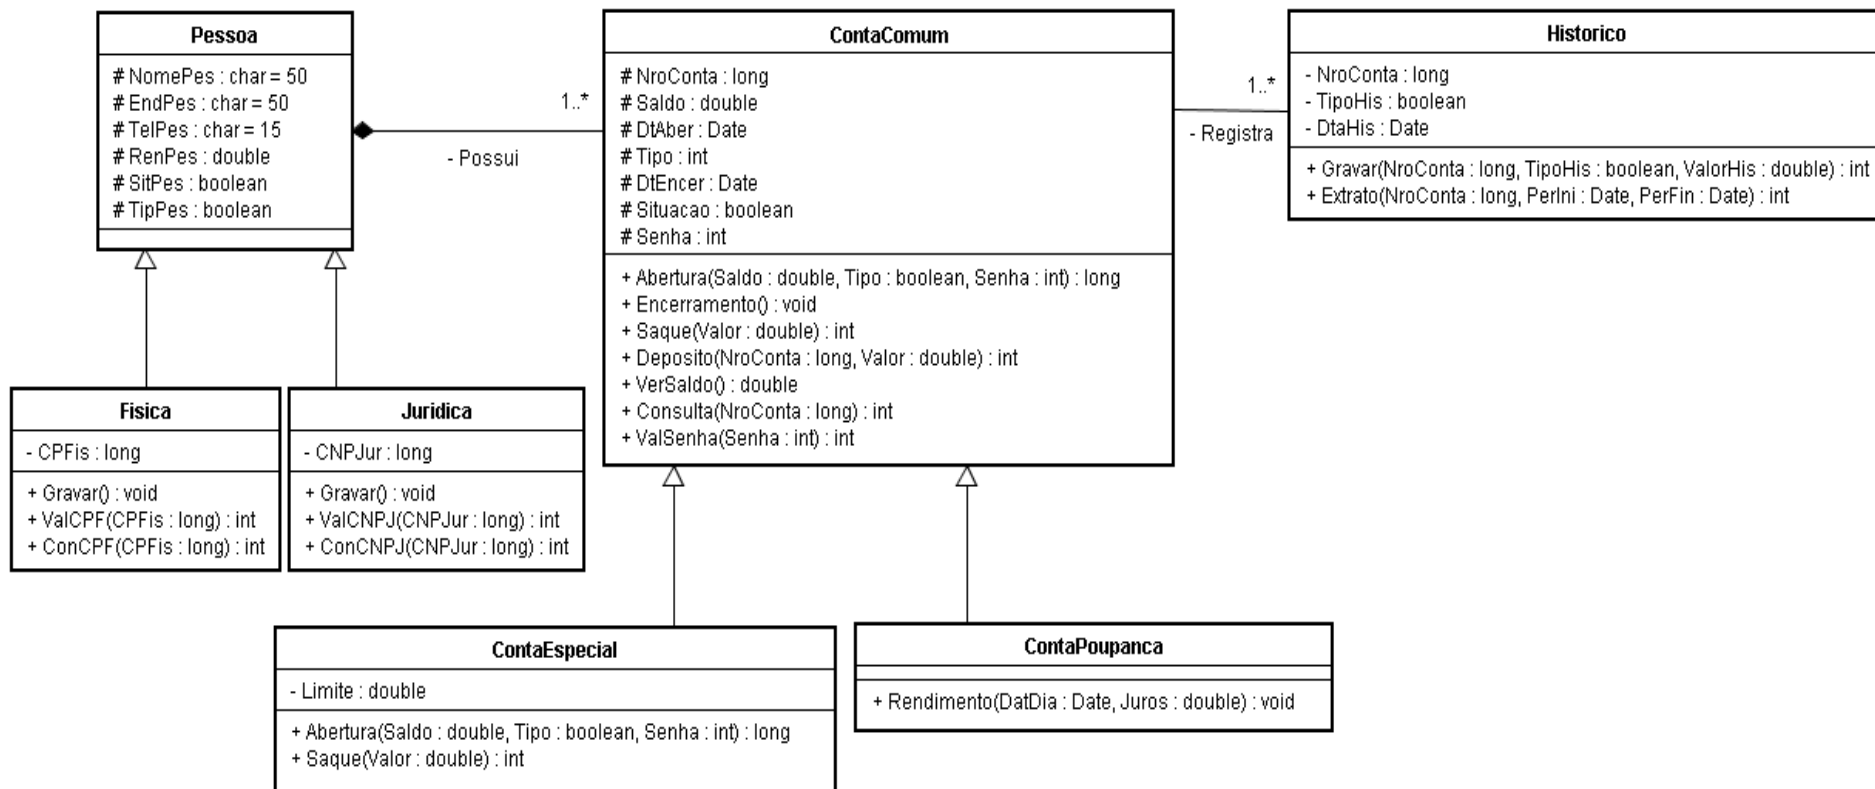 Pessoa
# NomePes : char = 50
# EndPes : char = 50
# TelPes : char = 15
# RenPes : double
# SitPes : boolean
# TipPes : boolean
1..*
- Possui
ContaComum
# NroConta : long
# Saldo : double
# DtAber : Date
# Tipo : int
# DtEncer : Date
# Situacao : boolean
# Senha : int
+ Abertura(Saldo : double, Tipo : boolean, Senha : int) : long
+ Encerramento() : void
+ Saque(Valor : double) : int
+ Deposito(NroConta : long, Valor : double) : int
+ VerSaldo() : double
+ Consulta(NroConta : long) : int
+ ValSenha(Senha : int) : int
1..*
- Registra
Historico
- NroConta : long
- TipoHis : boolean
- DtaHis : Date
+ Gravar(NroConta : long, TipoHis : boolean, ValorHis : double) : int
+ Extrato(NroConta : long, PerIni : Date, PerFin : Date) : int
Fisica
- CPFis : long
+ Gravar() : void
+ ValCPF(CPFis : long) : int
+ ConCPF(CPFis : long) : int
Juridica
- CNPJur : long
+ Gravar() : void
+ ValCNPJ(CNPJur : long) : int
+ ConCNPJ(CNPJur : long) : int
ContaEspecial
- Limite : double
+ Abertura(Saldo : double, Tipo : boolean, Senha : int) : long
+ Saque(Valor : double) : int
ContaPoupanca
+ Rendimento(DatDia : Date, Juros : double) : void